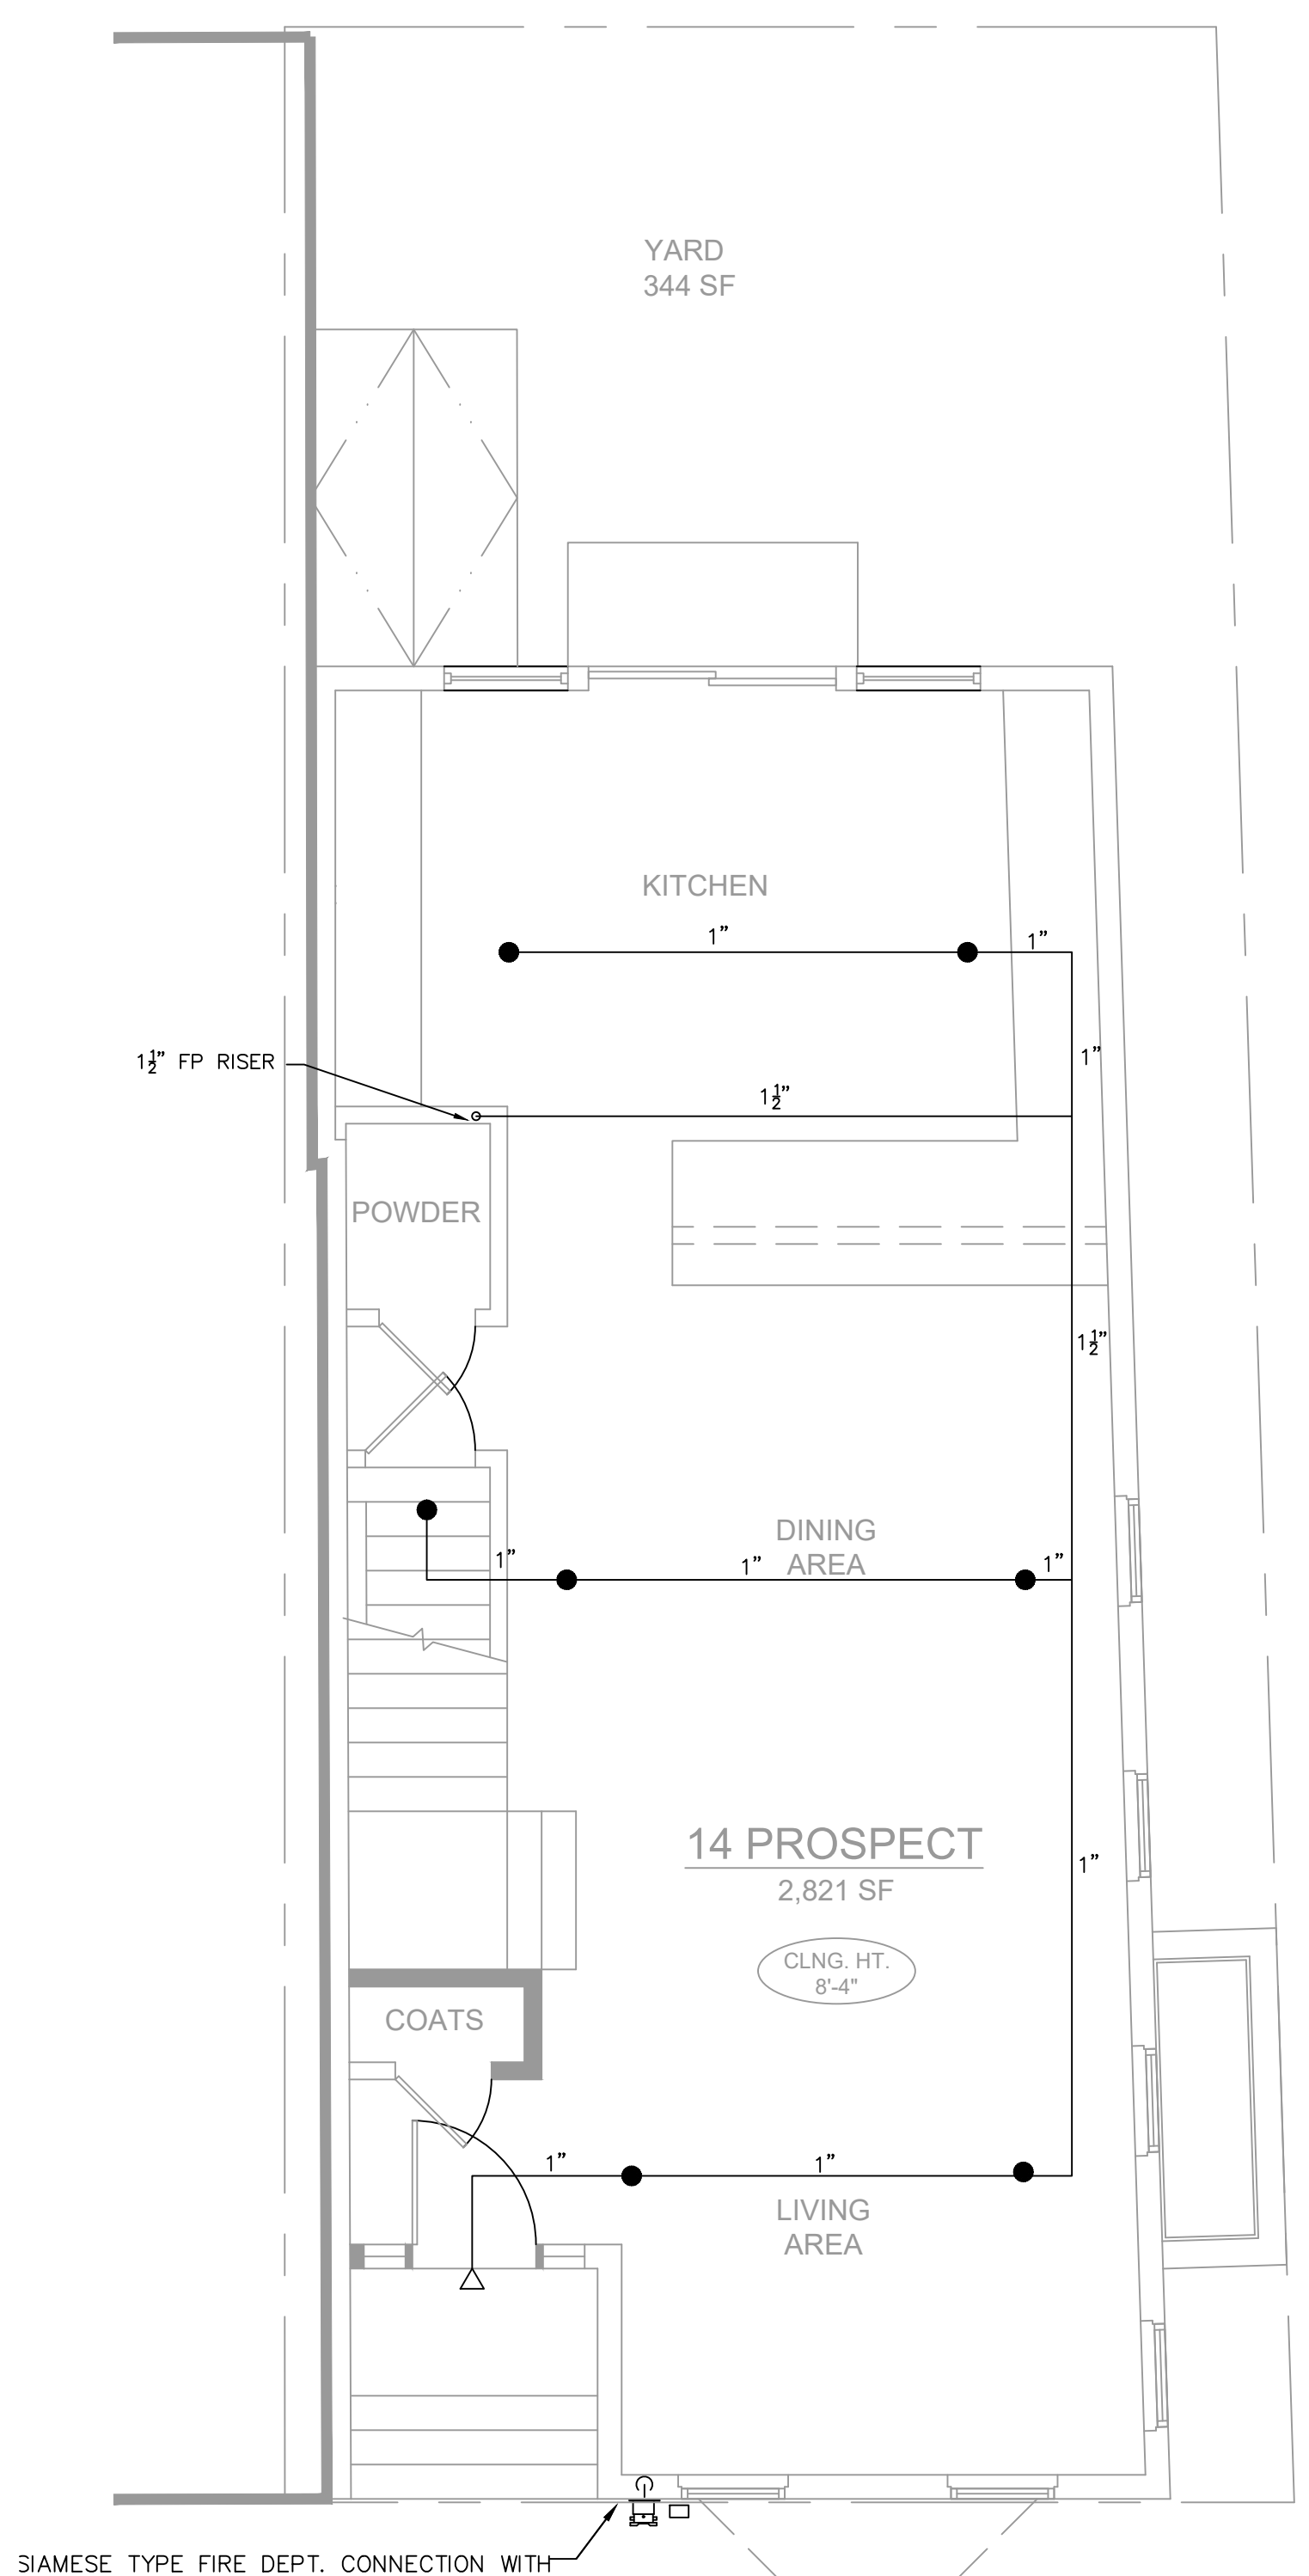 YARD
344 SF
KITCHEN
1”
1”
1½” FP RISER
1”
1½”
POWDER
1½”
DINING
AREA
1”
1”
1”
14 PROSPECT
2,821 SF
1”
CLNG. HT.
8'-4"
COATS
1”
1”
LIVING
AREA
SIAMESE TYPE FIRE DEPT. CONNECTION WITH